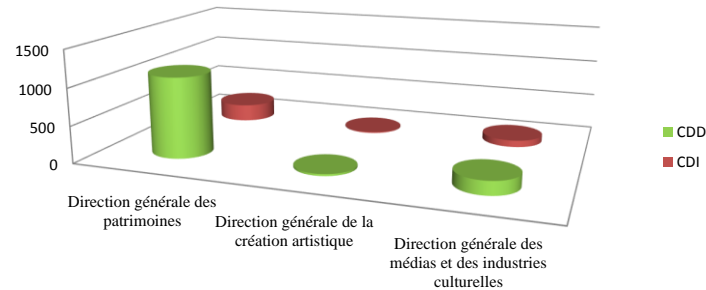 1500
1000
500
0
CDD
CDI
Direction générale des
patrimoines
Direction générale de la
création artistique
Direction générale des
médias et des industries
culturelles